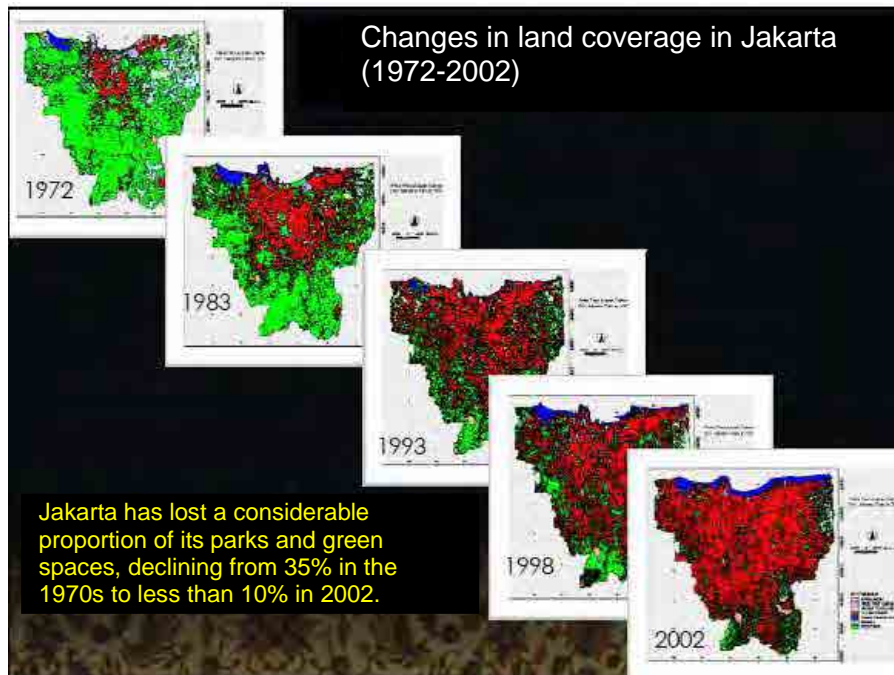 Changes in land coverage in Jakarta
(1972-2002)
1972
1983
1993
1998
2002
Jakarta has lost a considerable
proportion of its parks and green
spaces, declining from 35% in the
1970s to less than 10% in 2002.